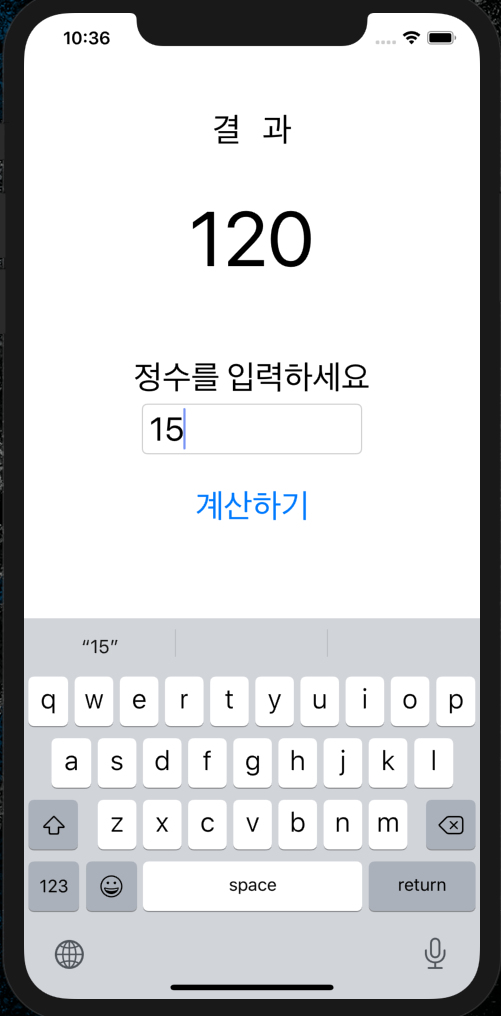 10:36
결 과
120
정수를 입력하세요
15
계산하기
“15”
q w e r t y u i o p
a s d f g h j k l
z x c v b n m
123 space return